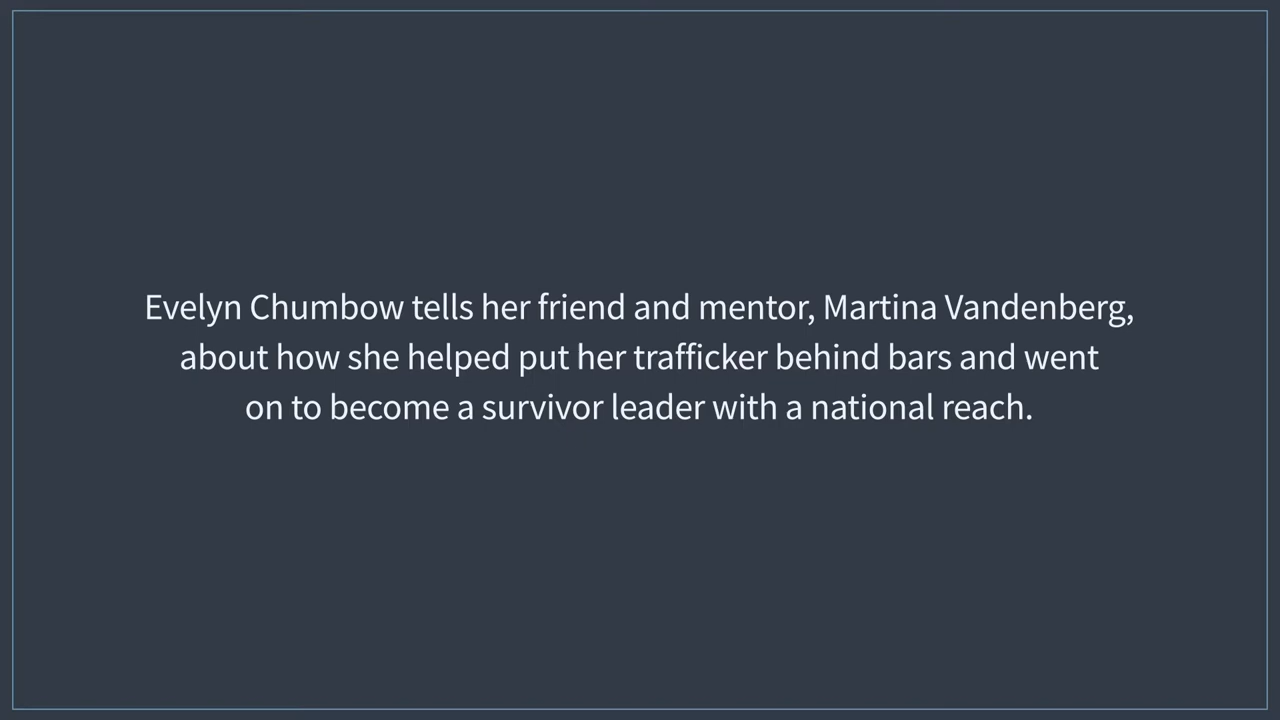 Evelyn Chumbow tells her friend and mentor, Martina Vandenberg,
about how she helped put her trafficker behind bars and went
on to become a survivor leader with a national reach.